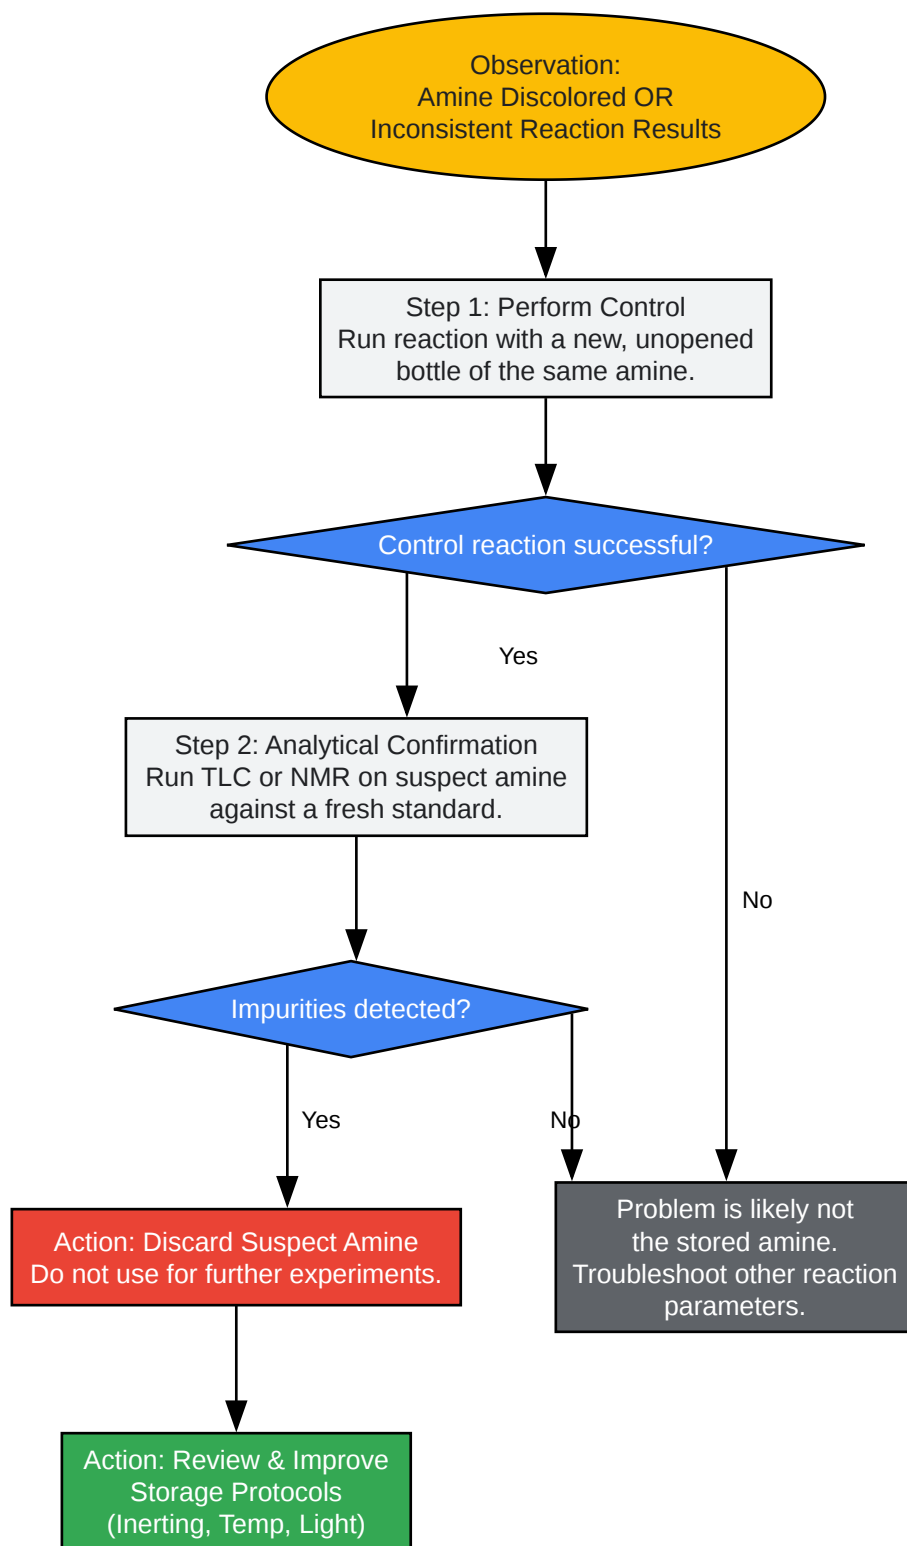 Observation:
Amine Discolored OR
Inconsistent Reaction Results
Step 1: Perform Control
Run reaction with a new, unopened
bottle of the same amine.
Control reaction successful?
Yes
Step 2: Analytical Confirmation
Run TLC or NMR on suspect amine
against a fresh standard.
No
Impurities detected?
Yes
No
Action: Discard Suspect Amine
Do not use for further experiments.
Problem is likely not
the stored amine.
Troubleshoot other reaction
parameters.
Action: Review & Improve
Storage Protocols
(Inerting, Temp, Light)